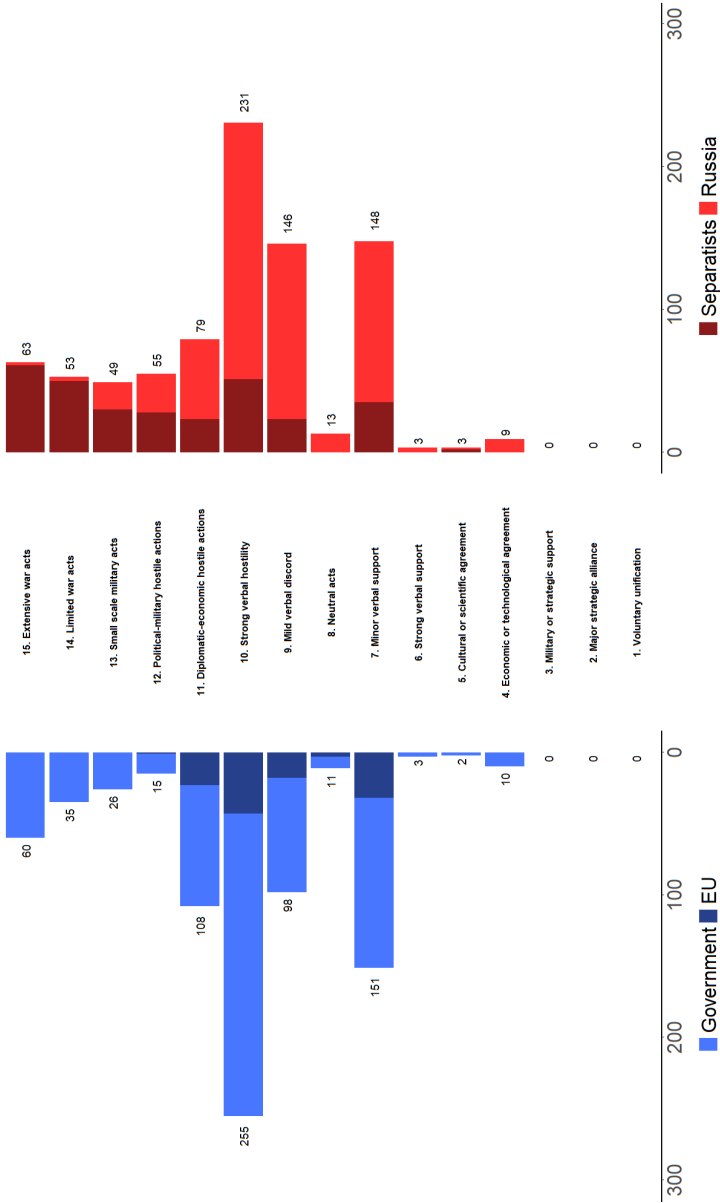 60
15. Extensive war acts
63
35
14. Limited war acts
53
26
13. Small scale military acts
49
15
12. Political-military hostile actions
55
108
11. Diplomatic-economic hostile actions
79
255
10. Strong verbal hostility
231
98
9. Mild verbal discord
146
11
8. Neutral acts
13
151
7. Minor verbal support
148
3
6. Strong verbal support
3
2
5. Cultural or scientific agreement
3
10
4. Economic or technological agreement
9
0
3. Military or strategic support
0
0
2. Major strategic alliance
0
0
1. Voluntary unification
0
300 200 100 0
0 100 200 300
Government EU
Separatists Russia